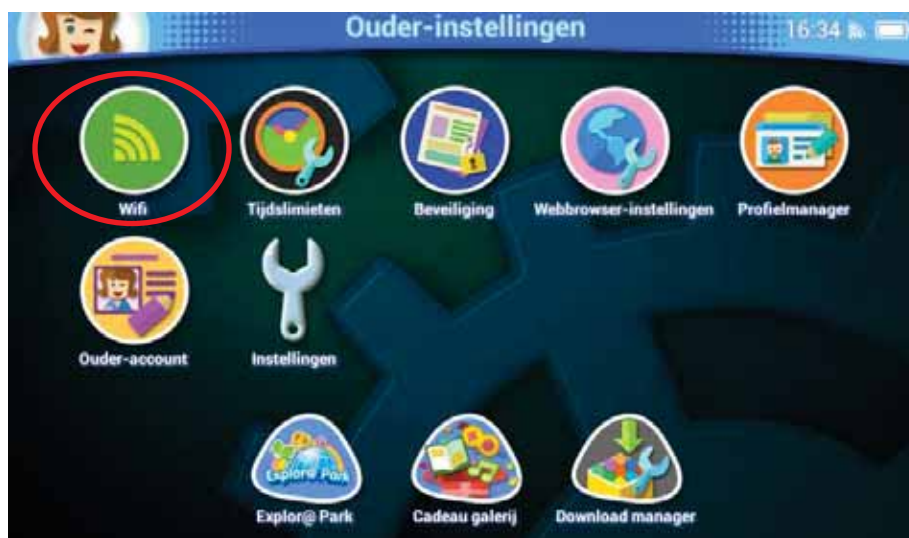 Ouder-instellingen 16:34
Wifi Tijdslimieten Beveiliging Webbrowser-instellingen Profielmanager
Ouder-account Instellingen
Explor@ Park
Explor@ Park Cadeau galerij Download manager